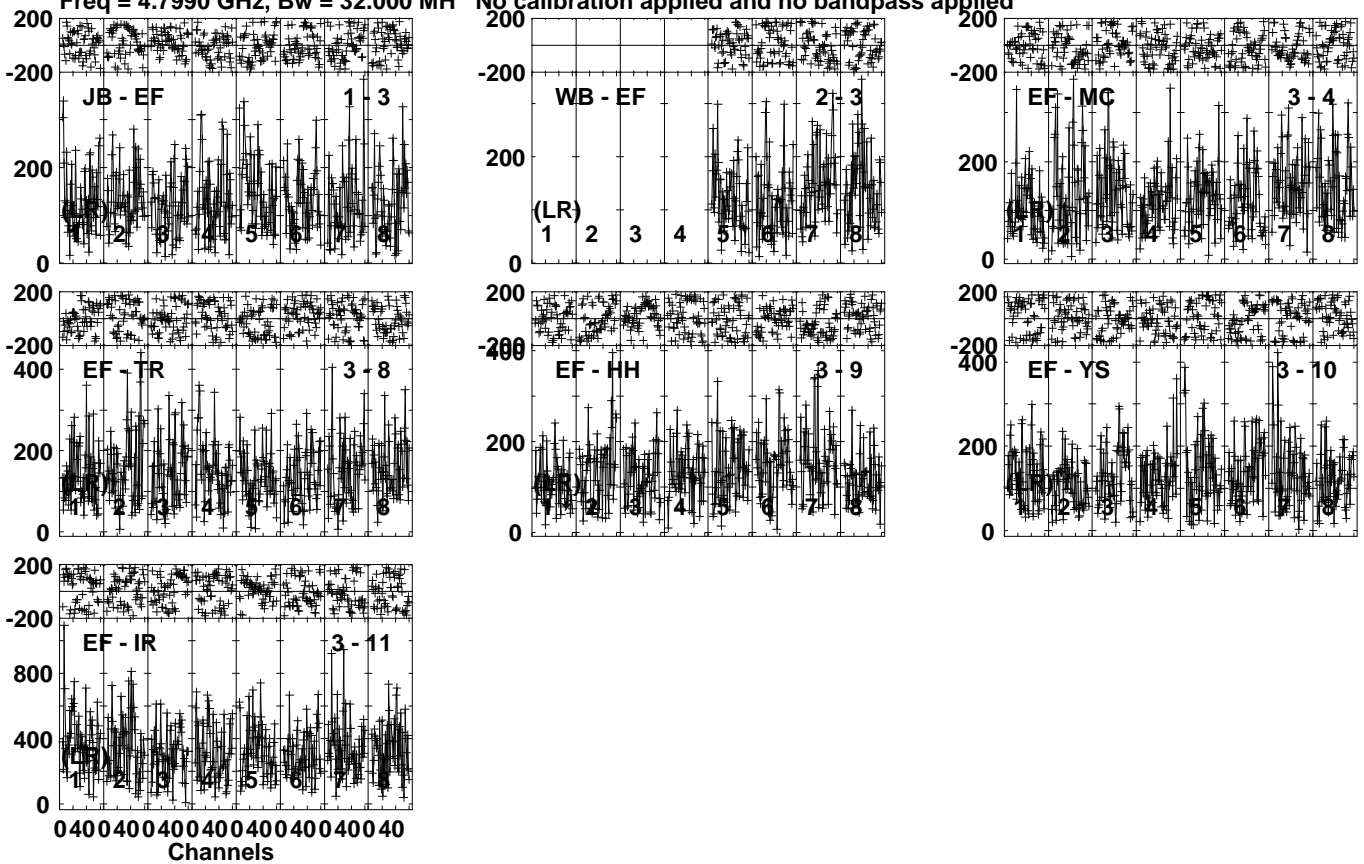 Freq = 4.7990 GHz, Bw = 32.000 MH No calibration applied and no bandpass applied
200
-200
JB - EF 1 - 3
200
(LR)
1 2 3 4 5 6 7 8
0
200
-200
WB - EF 2 - 3
200
(LR)
1 2 3 4 5 6 7 8
0
200
-200
EF - MC 3 - 4
200
(LR)
1 2 3 4 5 6 7 8
0
200
-200
400
EF - TR 3 - 8
200
(LR)
1 2 3 4 5 6 7 8
0
200
-200
400
EF - HH 3 - 9
200
(LR)
1 2 3 4 5 6 7 8
0
200
-200
400
EF - YS 3 - 10
200
(LR)
1 2 3 4 5 6 7 8
0
200
-200
EF - IR 3 - 11
800
400
(LR)
1 2 3 4 5 6 7 8
0
0 40 0 40 0 40 0 40 0 40 0 40 0 40 0 40
Channels